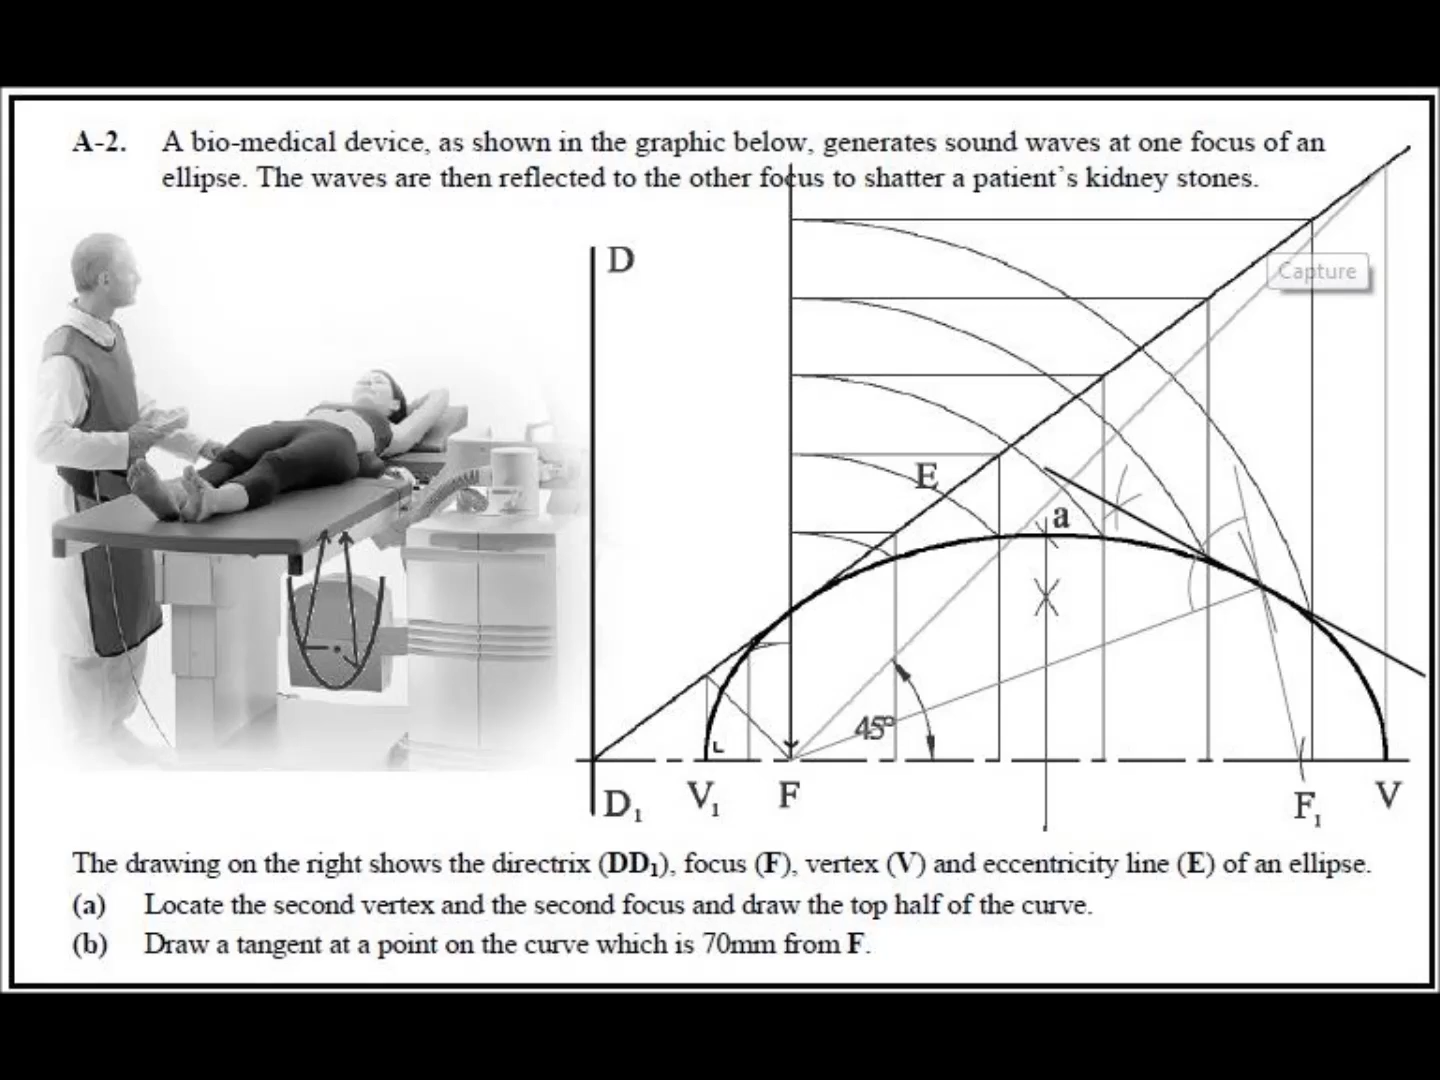 A-2. A bio-medical device, as shown in the graphic below, generates sound waves at one focus of an
ellipse. The waves are then reflected to the other focus to shatter a patient's kidney stones.
D
Capture
E
a
45°
L
D₁
V₁
F
F₁
V
The drawing on the right shows the directrix (DD₁), focus (F), vertex (V) and eccentricity line (E) of an ellipse.
(a) Locate the second vertex and the second focus and draw the top half of the curve.
(b) Draw a tangent at a point on the curve which is 70mm from F.